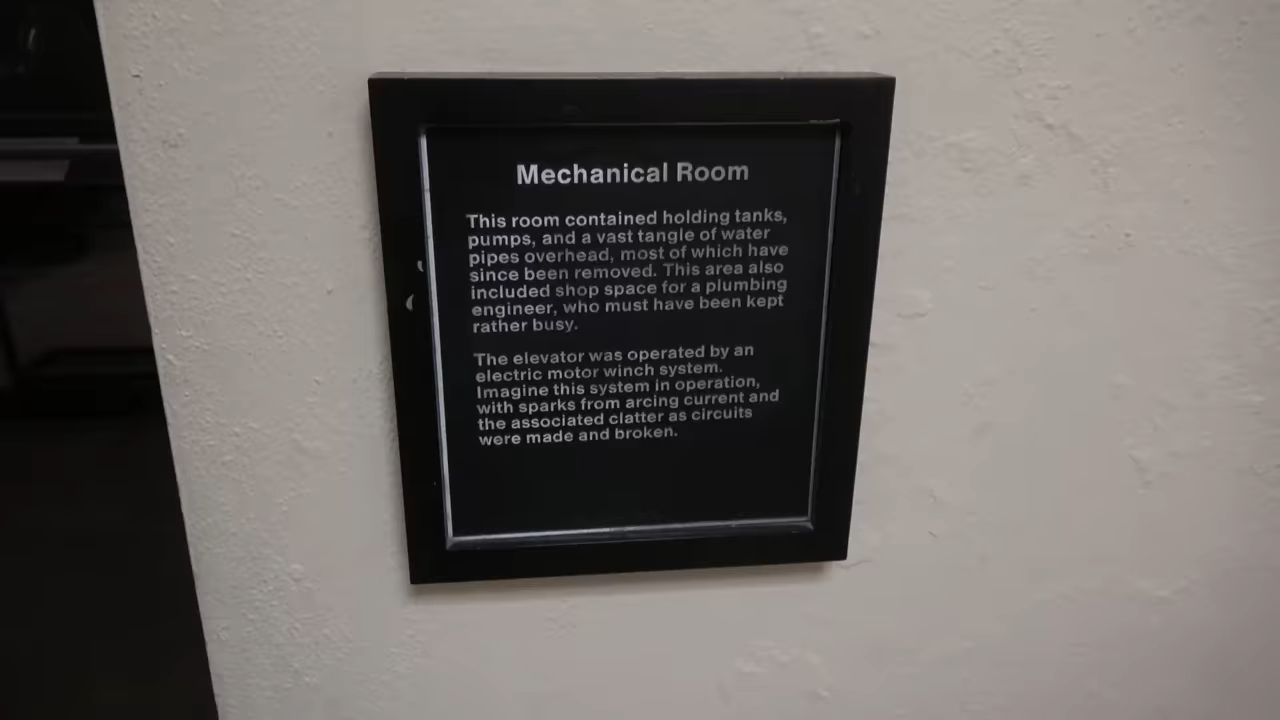 Mechanical Room
This room contained holding tanks,
pumps, and a vast tangle of water
pipes overhead, most of which have
since been removed. This area also
included shop space for a plumbing
engineer, who must have been kept
rather busy.
The elevator was operated by an
electric motor winch system.
Imagine this system in operation,
with sparks from arcing current and
the associated clatter as circuits
were made and broken.